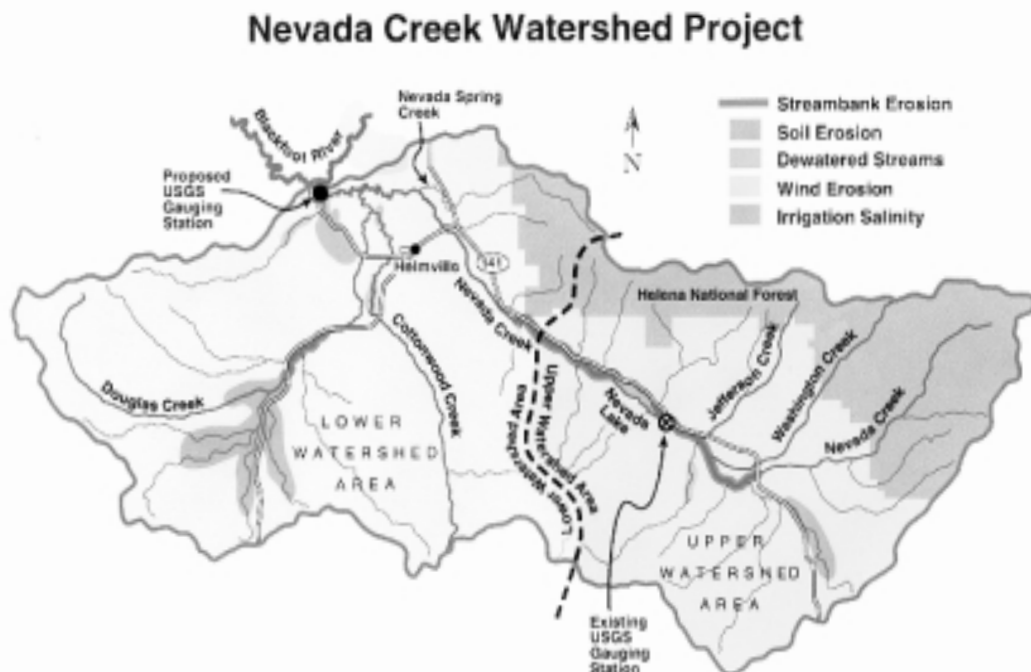 Nevada Creek Watershed Project
Nevada Spring
Creek
Blackfoot River
N
Streambank Erosion
Soil Erosion
Dewatered Streams
Wind Erosion
Irrigation Salinity
Proposed
USGS
Gauging
Station
Helmville
141
Helena National Forest
Nevada Creek
Cottonwood Creek
Douglas Creek
LOWER
WATERSHED
AREA
Lower Watershed Area
Upper Watershed Area
Nevada
Lake
Jefferson Creek
Washington Creek
Nevada Creek
UPPER
WATERSHED
AREA
Existing
USGS
Gauging
Station